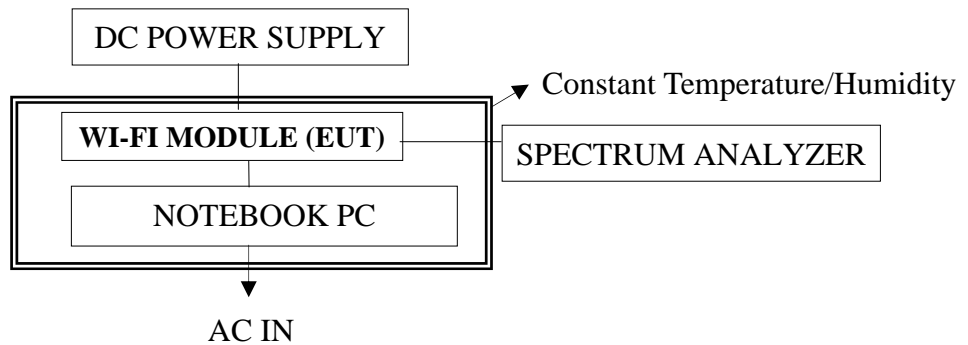 DC POWER SUPPLY
Constant Temperature/Humidity
WI-FI MODULE (EUT)
SPECTRUM ANALYZER
NOTEBOOK PC
AC IN